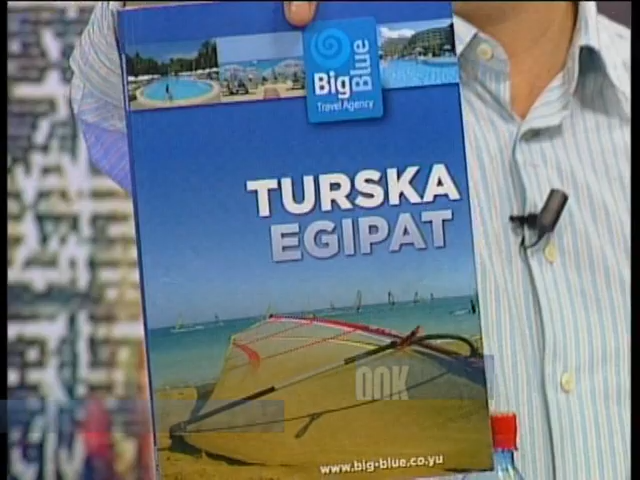 Big Blue
Travel Agency
TURSKA
EGIPAT
www.big-blue.co.yu